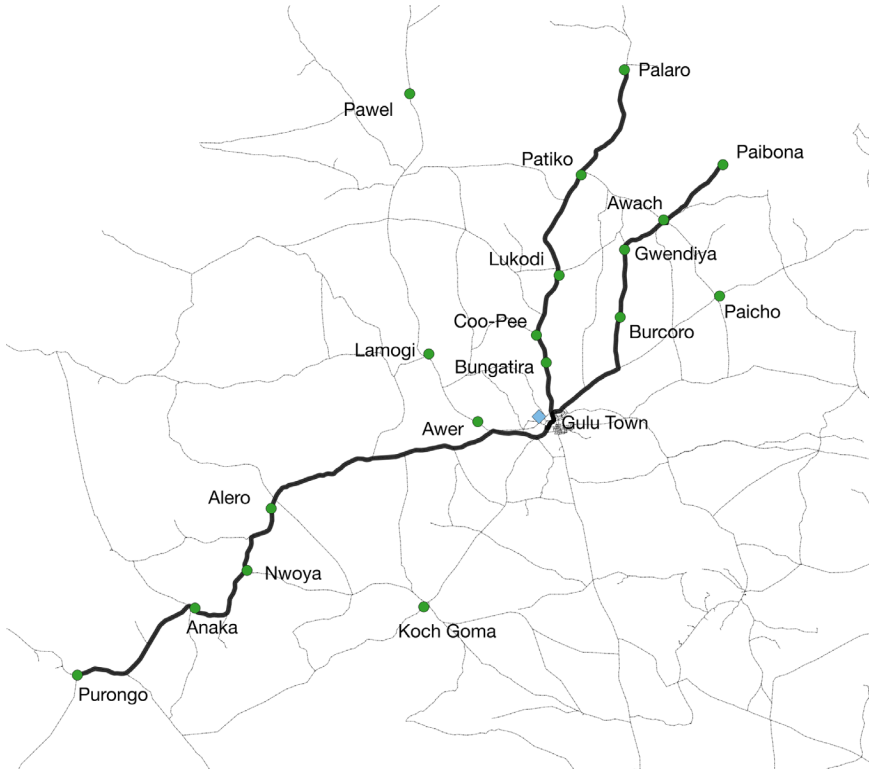 Palaro
Pawel
Paibona
Patiko
Awach
Gwendiya
Lukodi
Paicho
Coo-Pee
Burcoro
Lamogi
Bungatira
Awer
Gulu Town
Alero
Nwoya
Anaka
Koch Goma
Purongo